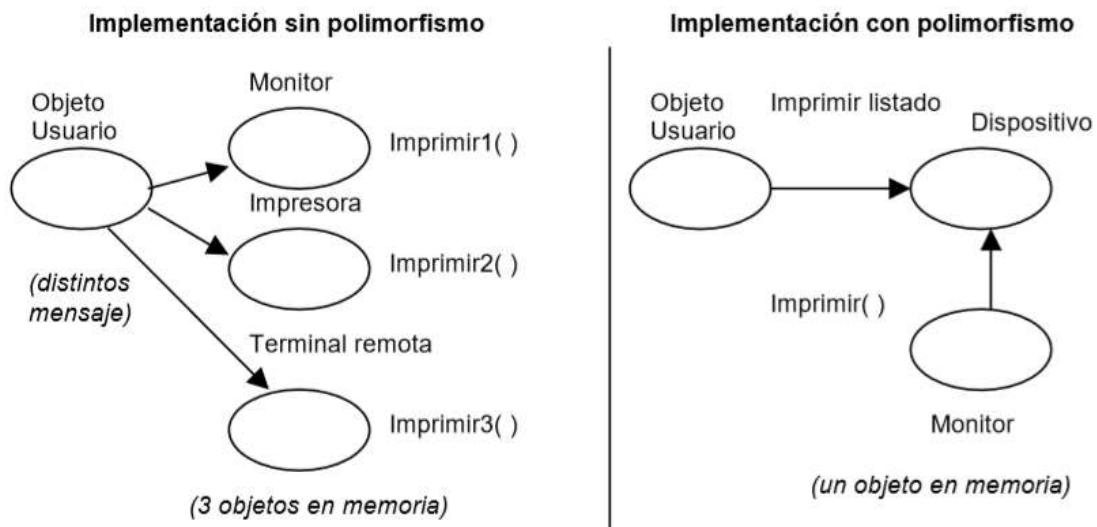 Implementación sin polimorfismo
Monitor
Objeto
Usuario
Imprimir1( )
Impresora
Imprimir2( )
(distintos
mensaje)
Terminal remota
Imprimir3( )
(3 objetos en memoria)
Implementación con polimorfismo
Objeto
Usuario
Imprimir listado
Dispositivo
Imprimir( )
Monitor
(un objeto en memoria)